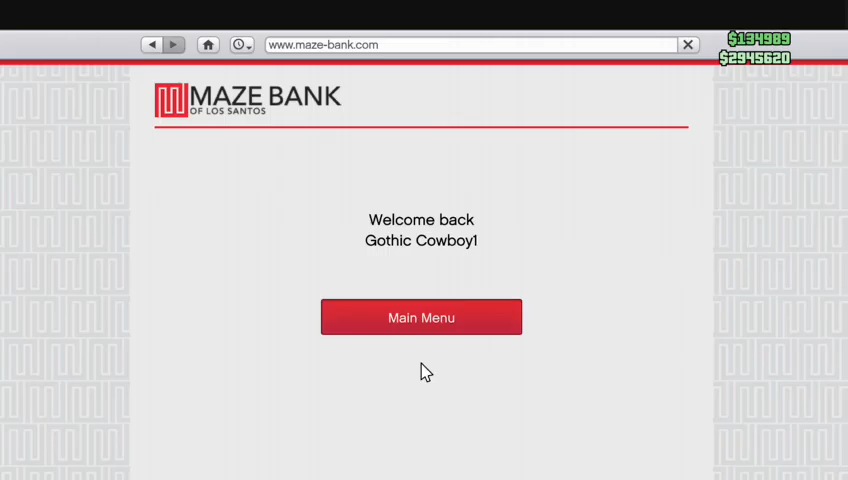 www.maze-bank.com
$134989
$2945620
MAZE BANK
OF LOS SANTOS
Welcome back
Gothic Cowboy1
Main Menu